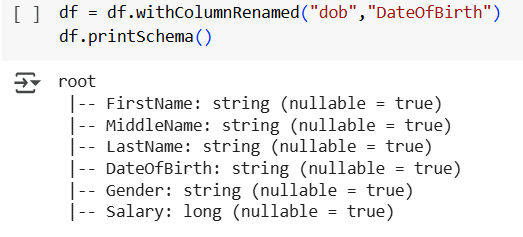 [ ] df = df.withColumnRenamed("dob","DateOfBirth")
df.printSchema()
root
 |-- FirstName: string (nullable = true)
 |-- MiddleName: string (nullable = true)
 |-- LastName: string (nullable = true)
 |-- DateOfBirth: string (nullable = true)
 |-- Gender: string (nullable = true)
 |-- Salary: long (nullable = true)